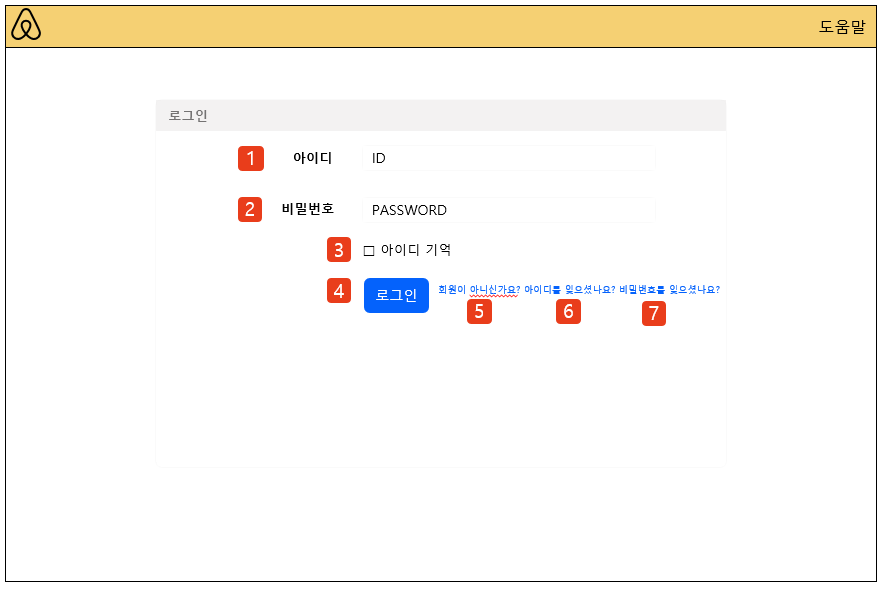 도움말
로그인
1 아이디 ID
2 비밀번호 PASSWORD
3 □ 아이디 기억
4 로그인 회원이 아니신가요? 아이디를 잊으셨나요? 비밀번호를 잊으셨나요?
5 6 7